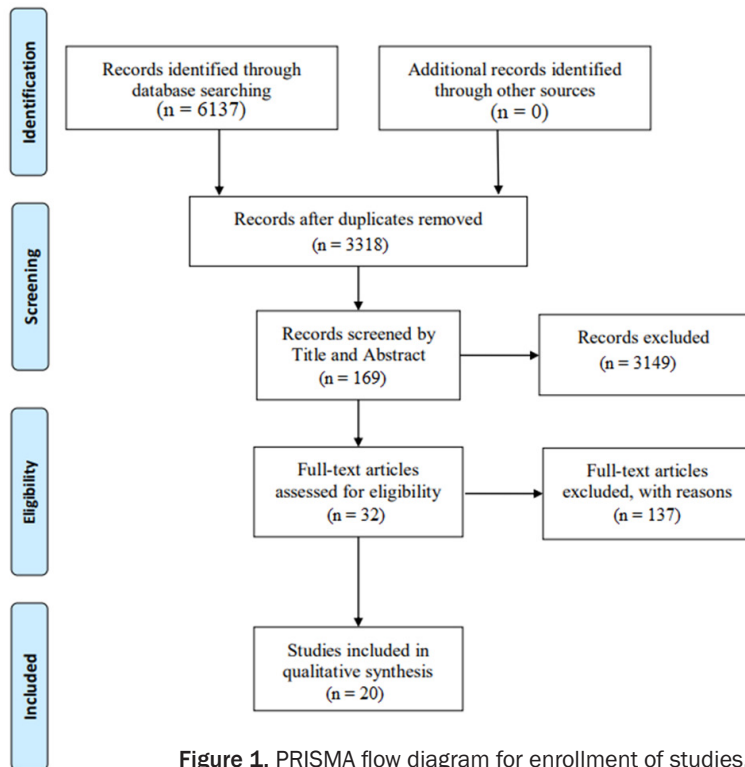 Identification
Records identified through
database searching
(n = 6137)
Additional records identified
through other sources
(n = 0)
Screening
Records after duplicates removed
(n = 3318)
Records screened by
Title and Abstract
(n = 169)
Records excluded
(n = 3149)
Eligibility
Full-text articles
assessed for eligibility
(n = 32)
Full-text articles
excluded, with reasons
(n = 137)
Included
Studies included in
qualitative synthesis
(n = 20)
Figure 1. PRISMA flow diagram for enrollment of studies.